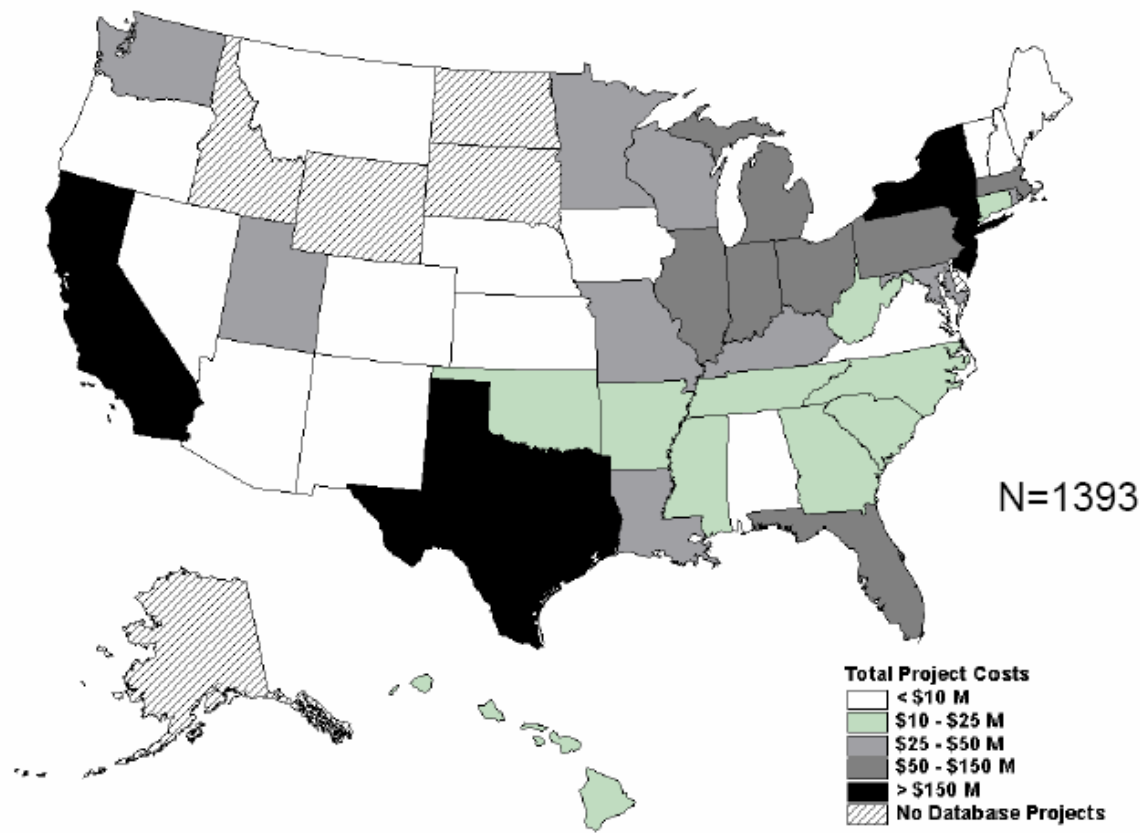 N=1393
Total Project Costs
< $10 M
$10 - $25 M
$25 - $50 M
$50 - $150 M
> $150 M
No Database Projects